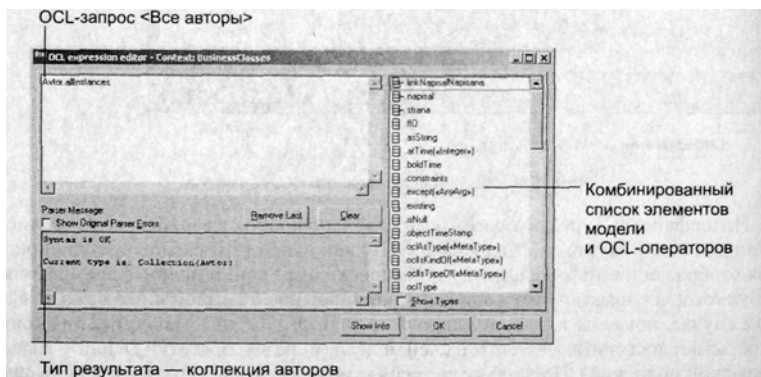 OCL-запрос <Все авторы>
OCL expression editor - Context: BusinessClasses
Avtor.allInstances
linkNapisalNapisana
napisal
strana
fIO
asString
atTime(«Integer»)
boldTime
constraints
except(«AnyArg»)
existing
isNull
objectTimeStamp
oclAsType(«MetaType»)
oclIsKindOf(«MetaType»)
oclIsTypeOf(«MetaType»)
oclType
Комбинированный
список элементов
модели
и OCL-операторов
Parser Message:
Show Original Parser Errors
Remove Last
Clear
Syntax is OK
Current type is: Collection(Avtor)
Show Types
Show Info
OK
Cancel
Тип результата — коллекция авторов